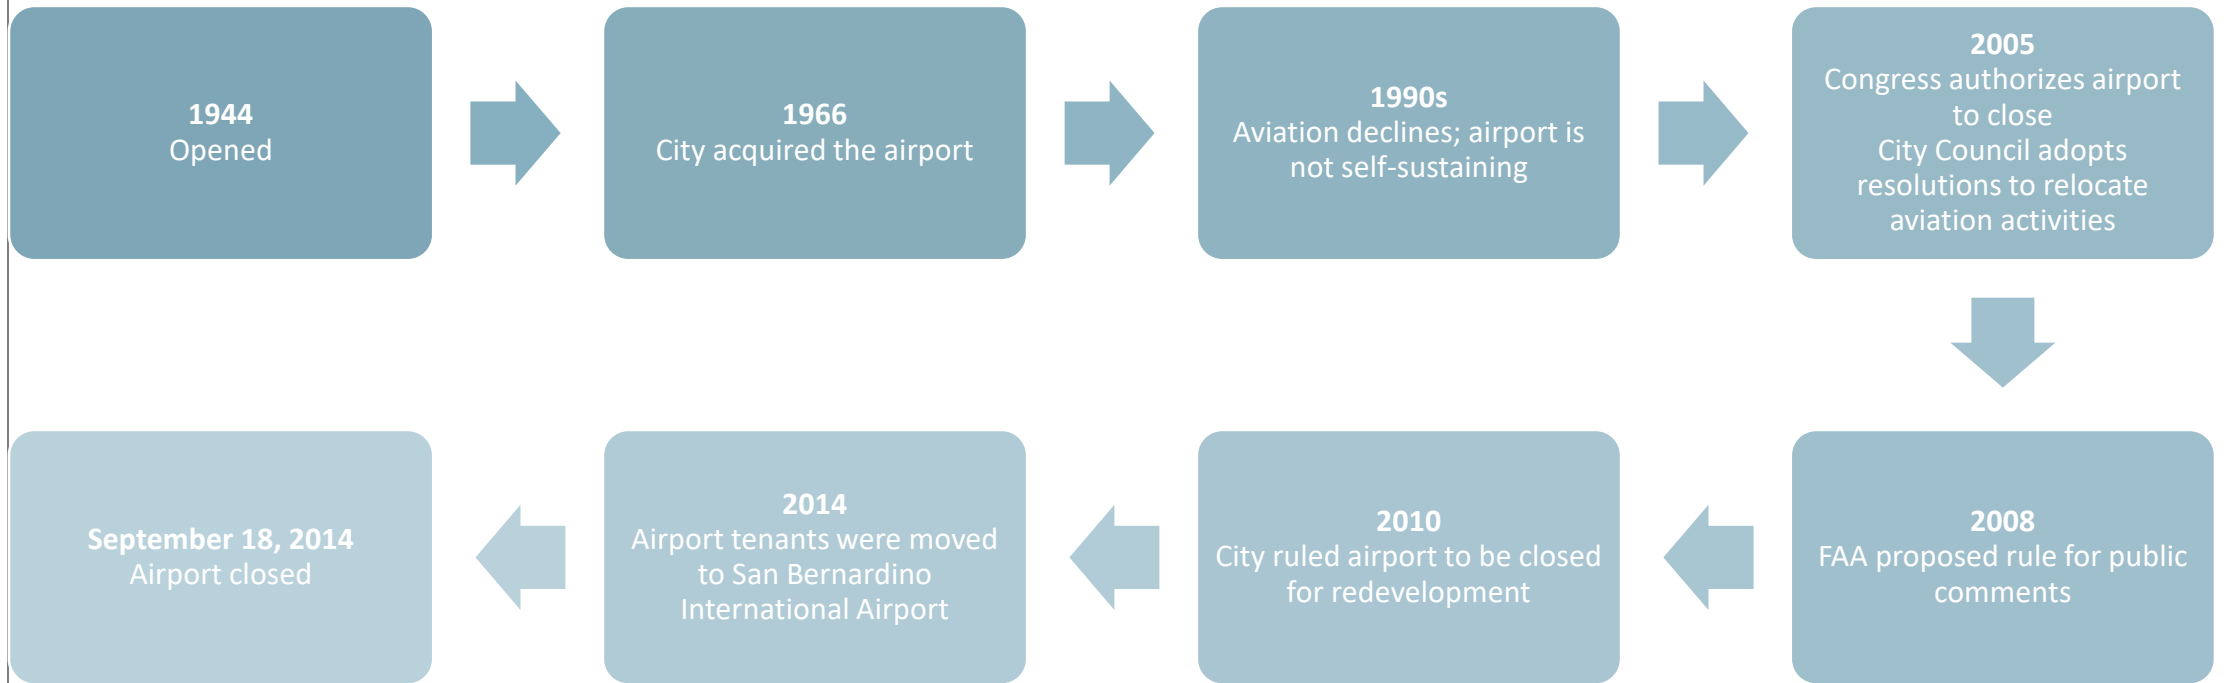 1944
Opened
1966
City acquired the airport
1990s
Aviation declines; airport is
not self-sustaining
2005
Congress authorizes airport
to close
City Council adopts
resolutions to relocate
aviation activities
2008
FAA proposed rule for public
comments
2010
City ruled airport to be closed
for redevelopment
2014
Airport tenants were moved
to San Bernardino
International Airport
September 18, 2014
Airport closed